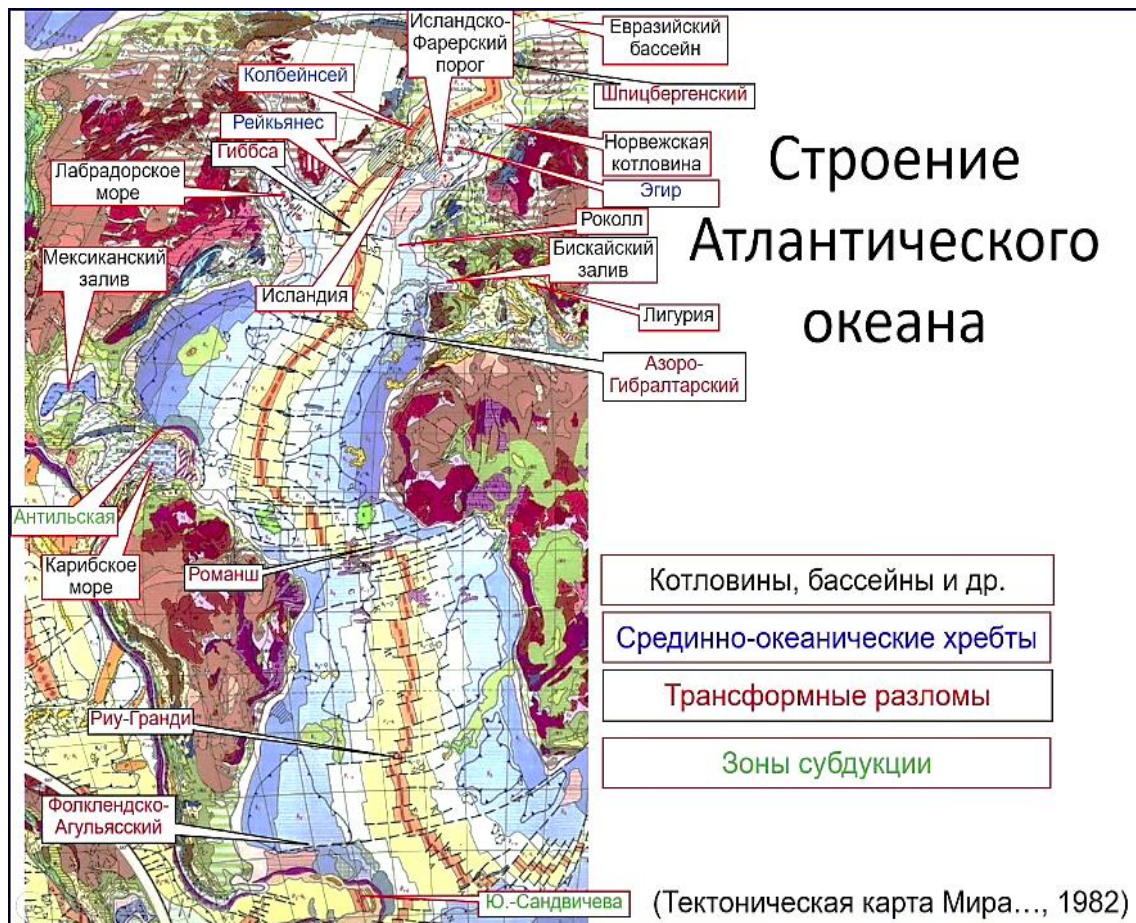 Исландско-
Фарерский
порог
Евразийский
бассейн
Колбейнсей
Шпицбергенский
Рейкьянес
Гиббса
Норвежская
котловина
Лабрадорское
море
Эгир
Роколл
Мексиканский
залив
Бискайский
залив
Исландия
Лигурия
Азоро-
Гибралтарский
Антильская
Карибское
море
Романш
Риу-Гранди
Фолклендско-
Агульясский
Ю.-Сандвичева
Строение
Атлантического
океана
Котловины, бассейны и др.
Срединно-океанические хребты
Трансформные разломы
Зоны субдукции
(Тектоническая карта Мира..., 1982)